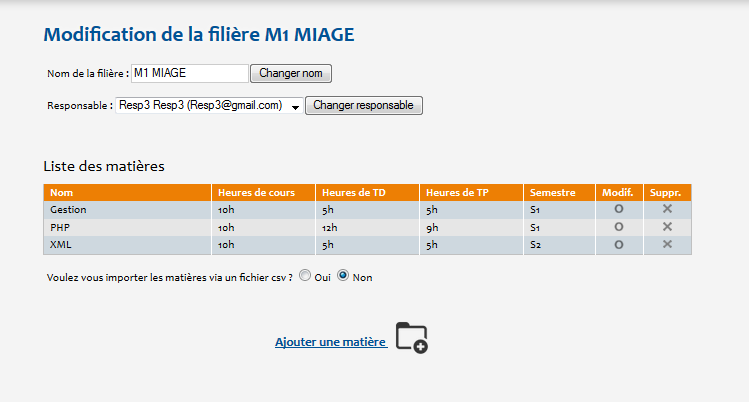 Modification de la filière M1 MIAGE
Nom de la filière : M1 MIAGE Changer nom
Responsable : Resp3 Resp3 (Resp3@gmail.com) Changer responsable
Liste des matières
Nom Heures de cours Heures de TD Heures de TP Semestre Modif. Suppr.
Gestion 10h 5h 5h S1
PHP 10h 12h 9h S1
XML 10h 5h 5h S2
Voulez vous importer les matières via un fichier csv ? Oui Non
Ajouter une matière